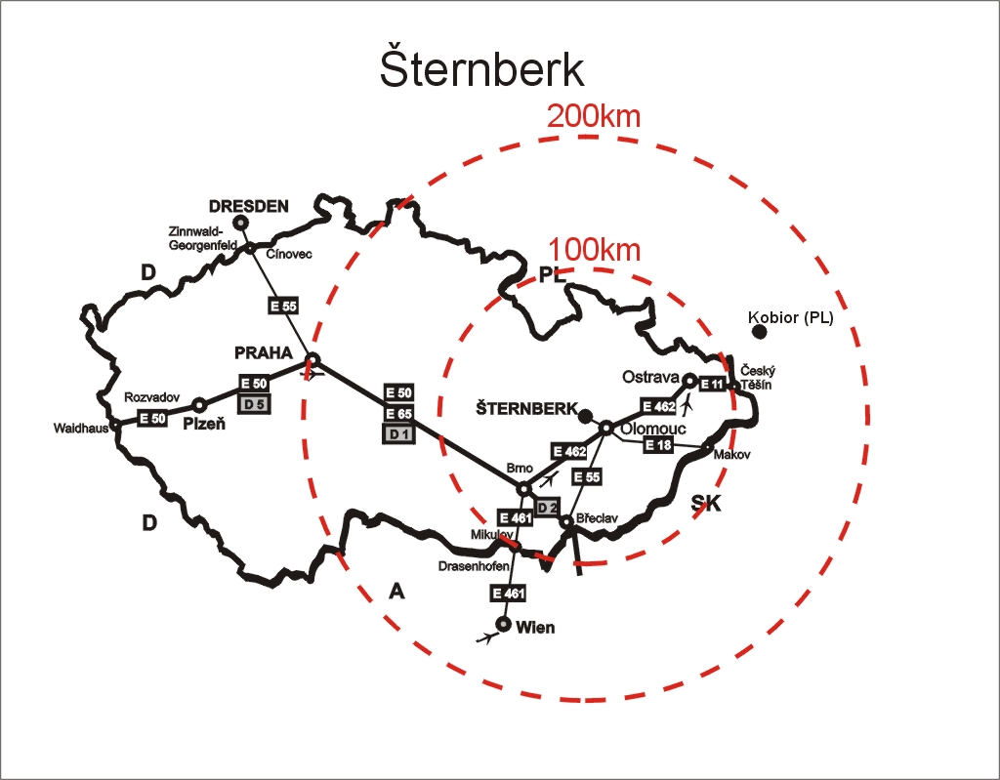 Šternberk
200km
DRESDEN
Zinnwald-
Georgenfeld
Cínovec
100km
D
PL
E 55
Kobior (PL)
PRAHA
Ostrava
E 11
Český
Těšín
E 50
D 5
Rozvadov
E 50
E 65
D 1
ŠTERNBERK
E 462
Waidhaus
E 50
Plzeň
Olomouc
E 18
Makov
E 462
Brno
E 55
D 2
SK
D
E 461
Břeclav
Mikulov
Drasenhofen
A
E 461
Wien